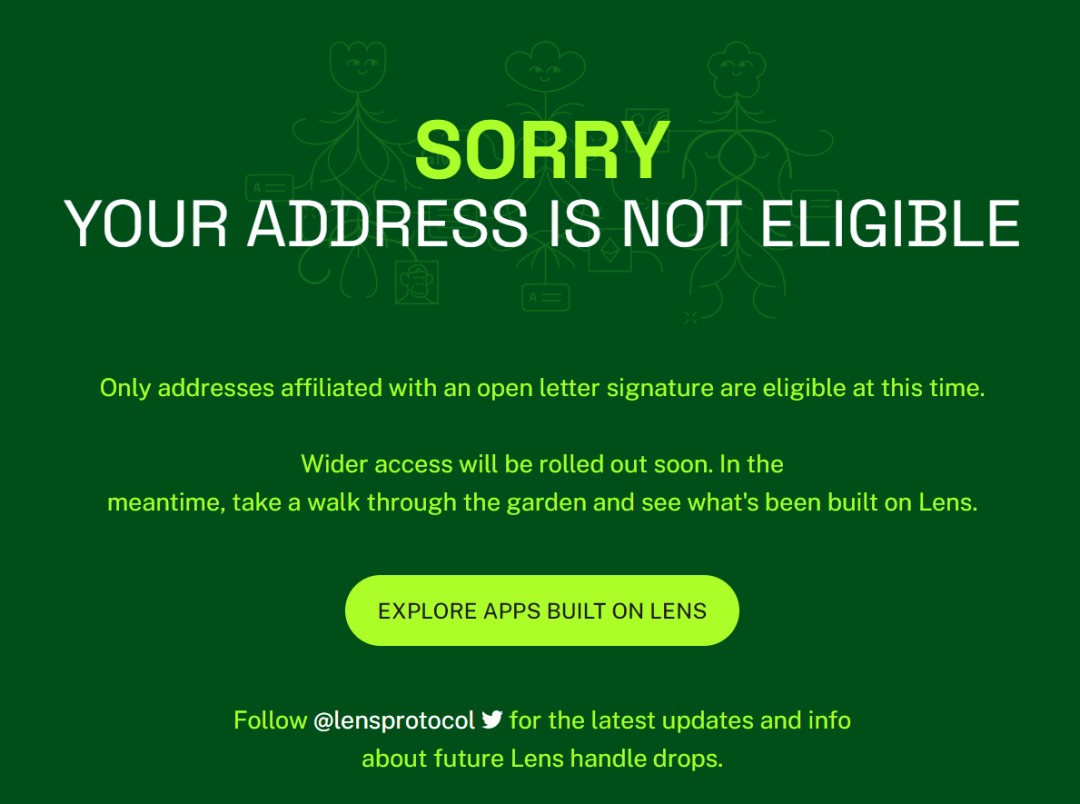 SORRY
YOUR ADDRESS IS NOT ELIGIBLE
Only addresses affiliated with an open letter signature are eligible at this time.
Wider access will be rolled out soon. In the
meantime, take a walk through the garden and see what's been built on Lens.
EXPLORE APPS BUILT ON LENS
Follow @lensprotocol for the latest updates and info
about future Lens handle drops.
A
A